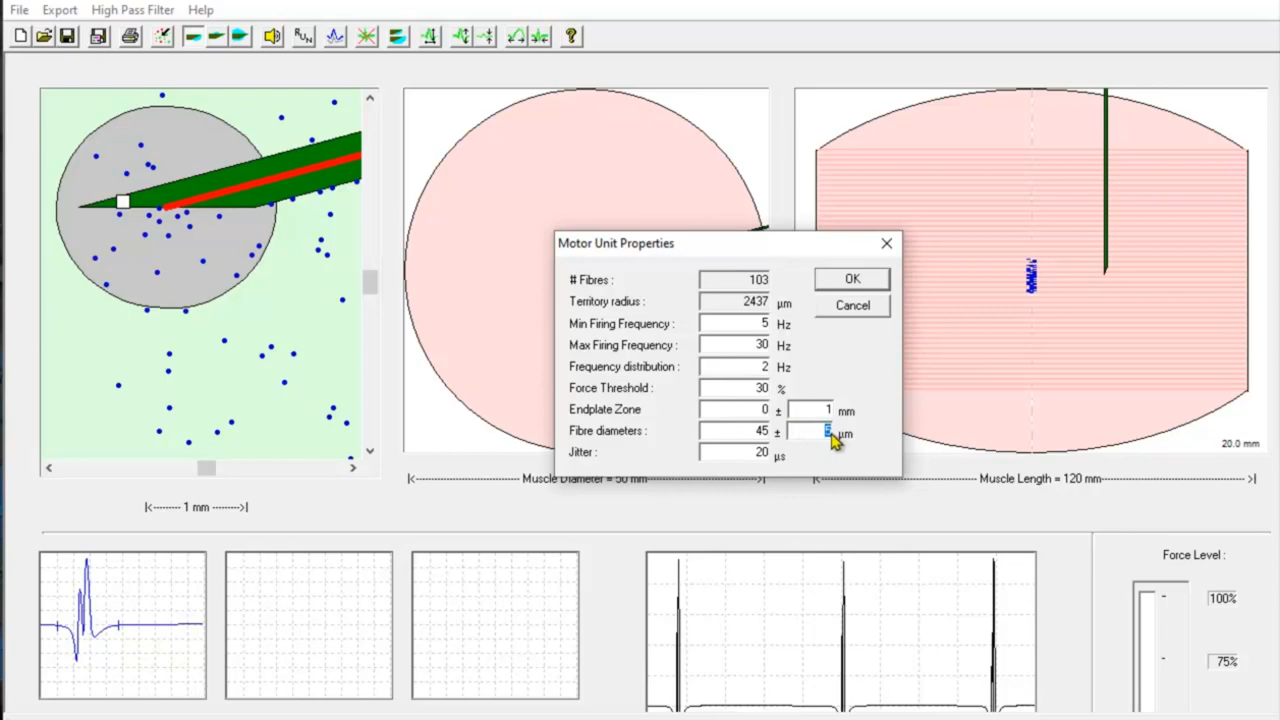 File Export High Pass Filter Help
RUN
?
Motor Unit Properties
# Fibres : 103
Territory radius : 2437 μm
Min Firing Frequency : 5 Hz
Max Firing Frequency : 30 Hz
Frequency distribution : 2 Hz
Force Threshold : 30 %
Endplate Zone 0 ± 1 mm
Fibre diameters : 45 ± 5 μm
Jitter : 20 μs
OK
Cancel
20.0 mm
Muscle Diameter = 50 mm
Muscle Length = 120 mm
1 mm
Force Level :
100%
75%